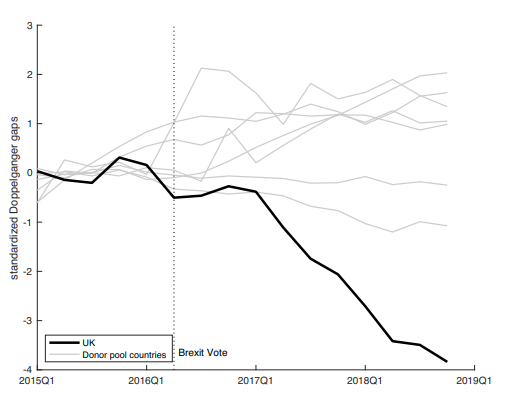 3
2
1
0
-1
-2
-3
-4
standardized Doppelganger gaps
UK
Donor pool countries
Brexit Vote
2015Q1 2016Q1 2017Q1 2018Q1 2019Q1